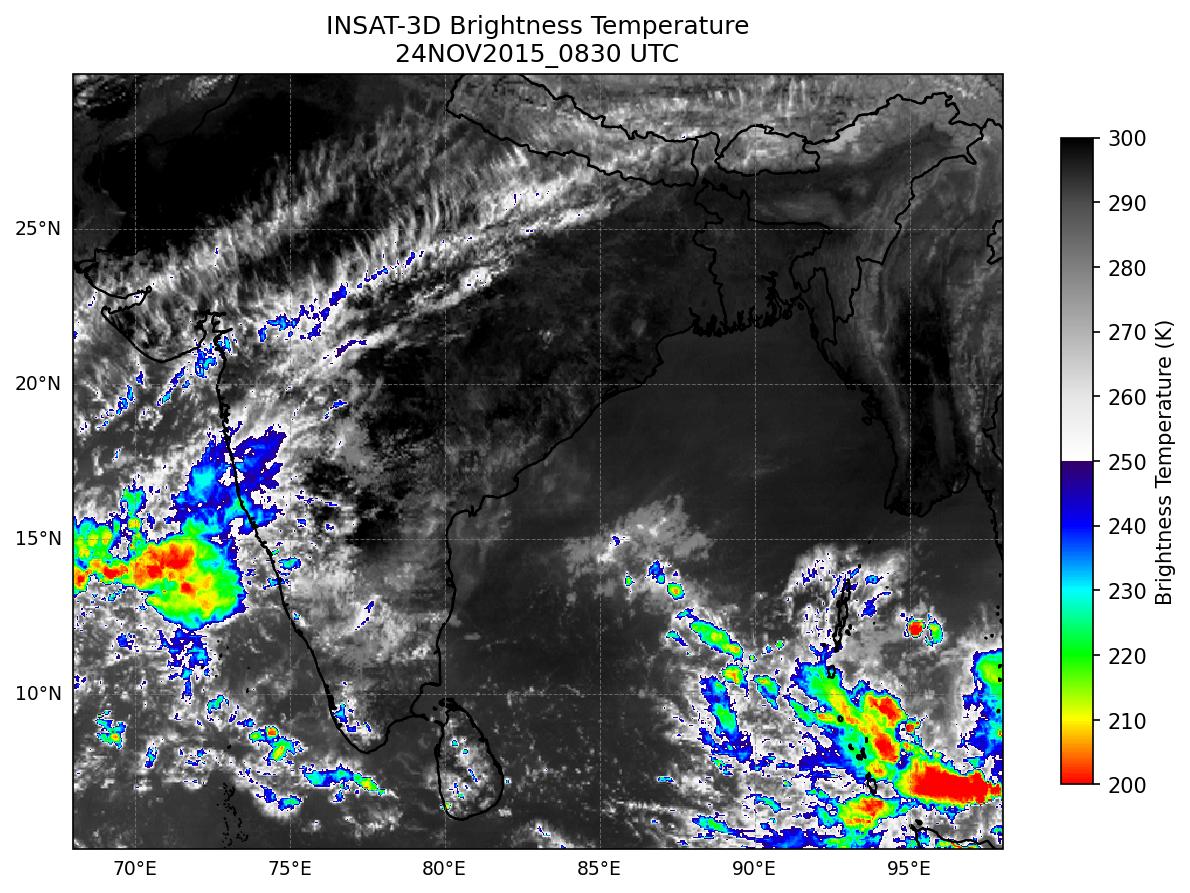 INSAT-3D Brightness Temperature
24NOV2015_0830 UTC
25°N
20°N
15°N
10°N
70°E
75°E
80°E
85°E
90°E
95°E
300
290
280
270
260
250
240
230
220
210
200
Brightness Temperature (K)